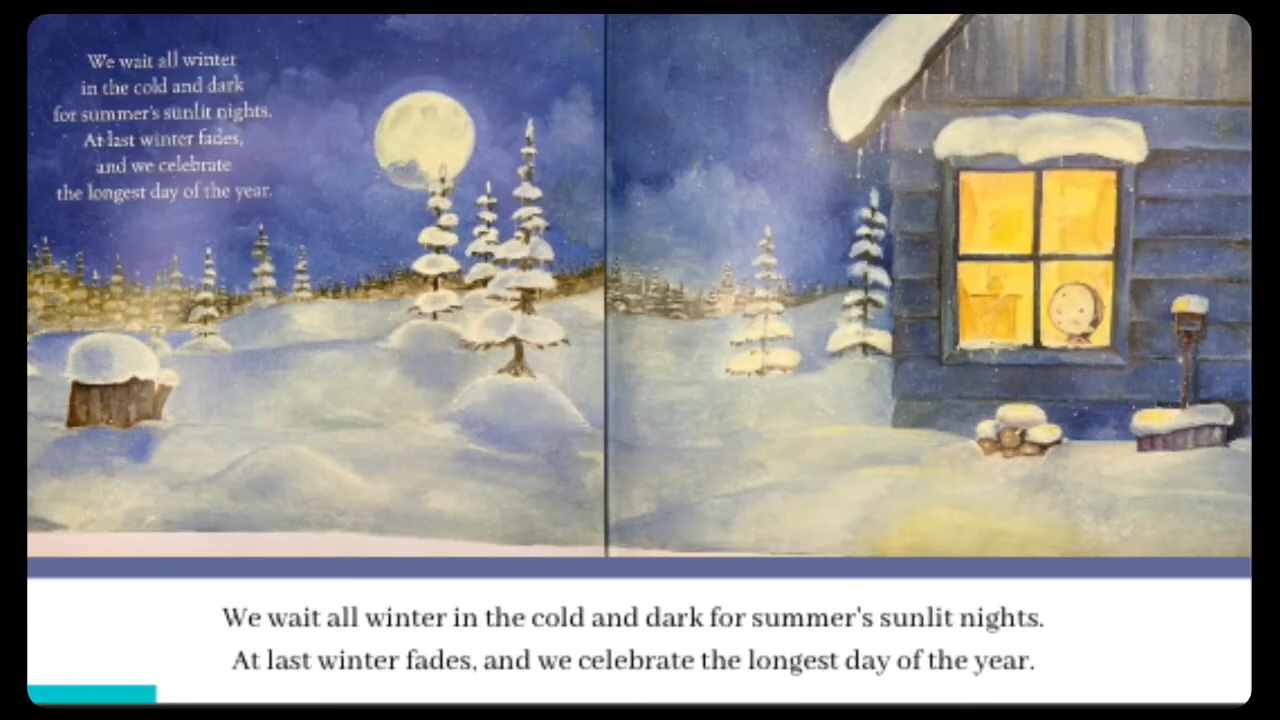 We wait all winter
in the cold and dark
for summer's sunlit nights.
At last winter fades,
and we celebrate
the longest day of the year.
We wait all winter in the cold and dark for summer's sunlit nights.
At last winter fades, and we celebrate the longest day of the year.